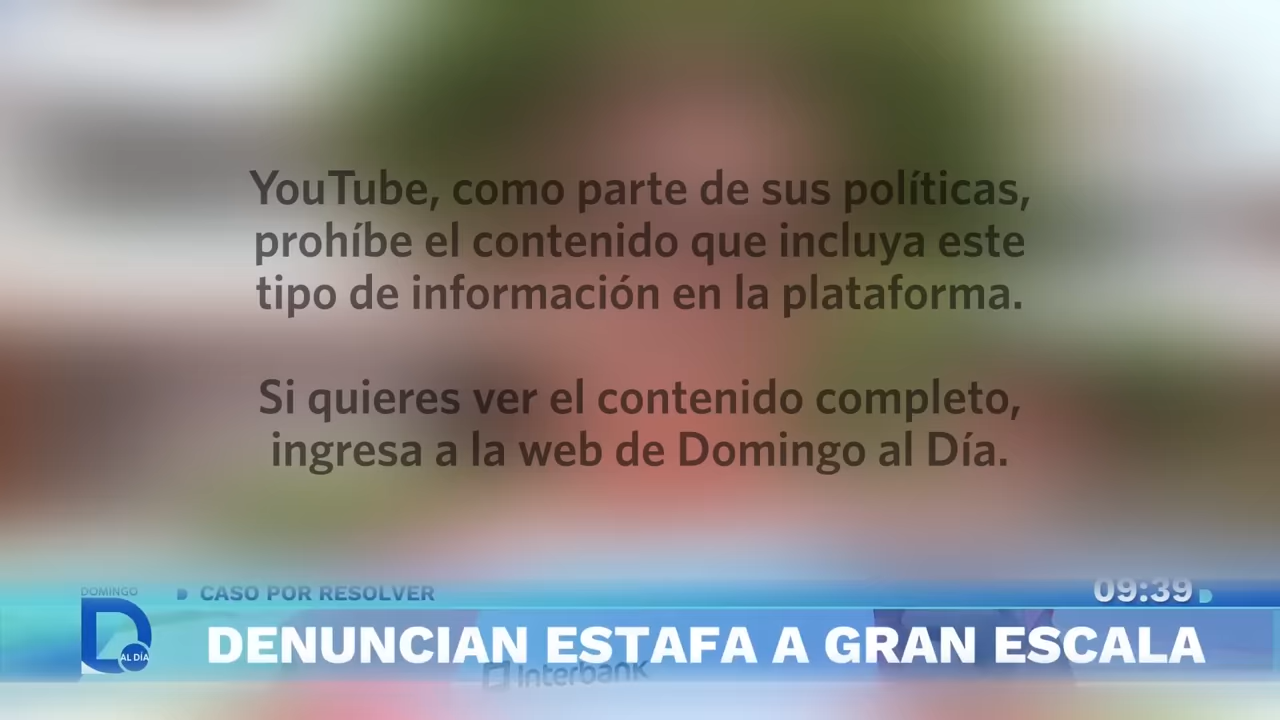 YouTube, como parte de sus políticas,
prohíbe el contenido que incluya este
tipo de información en la plataforma.
Si quieres ver el contenido completo,
ingresa a la web de Domingo al Día.
DOMINGO
CASO POR RESOLVER
09:39
D
AL DÍA
DENUNCIAN ESTAFA A GRAN ESCALA
Interbank